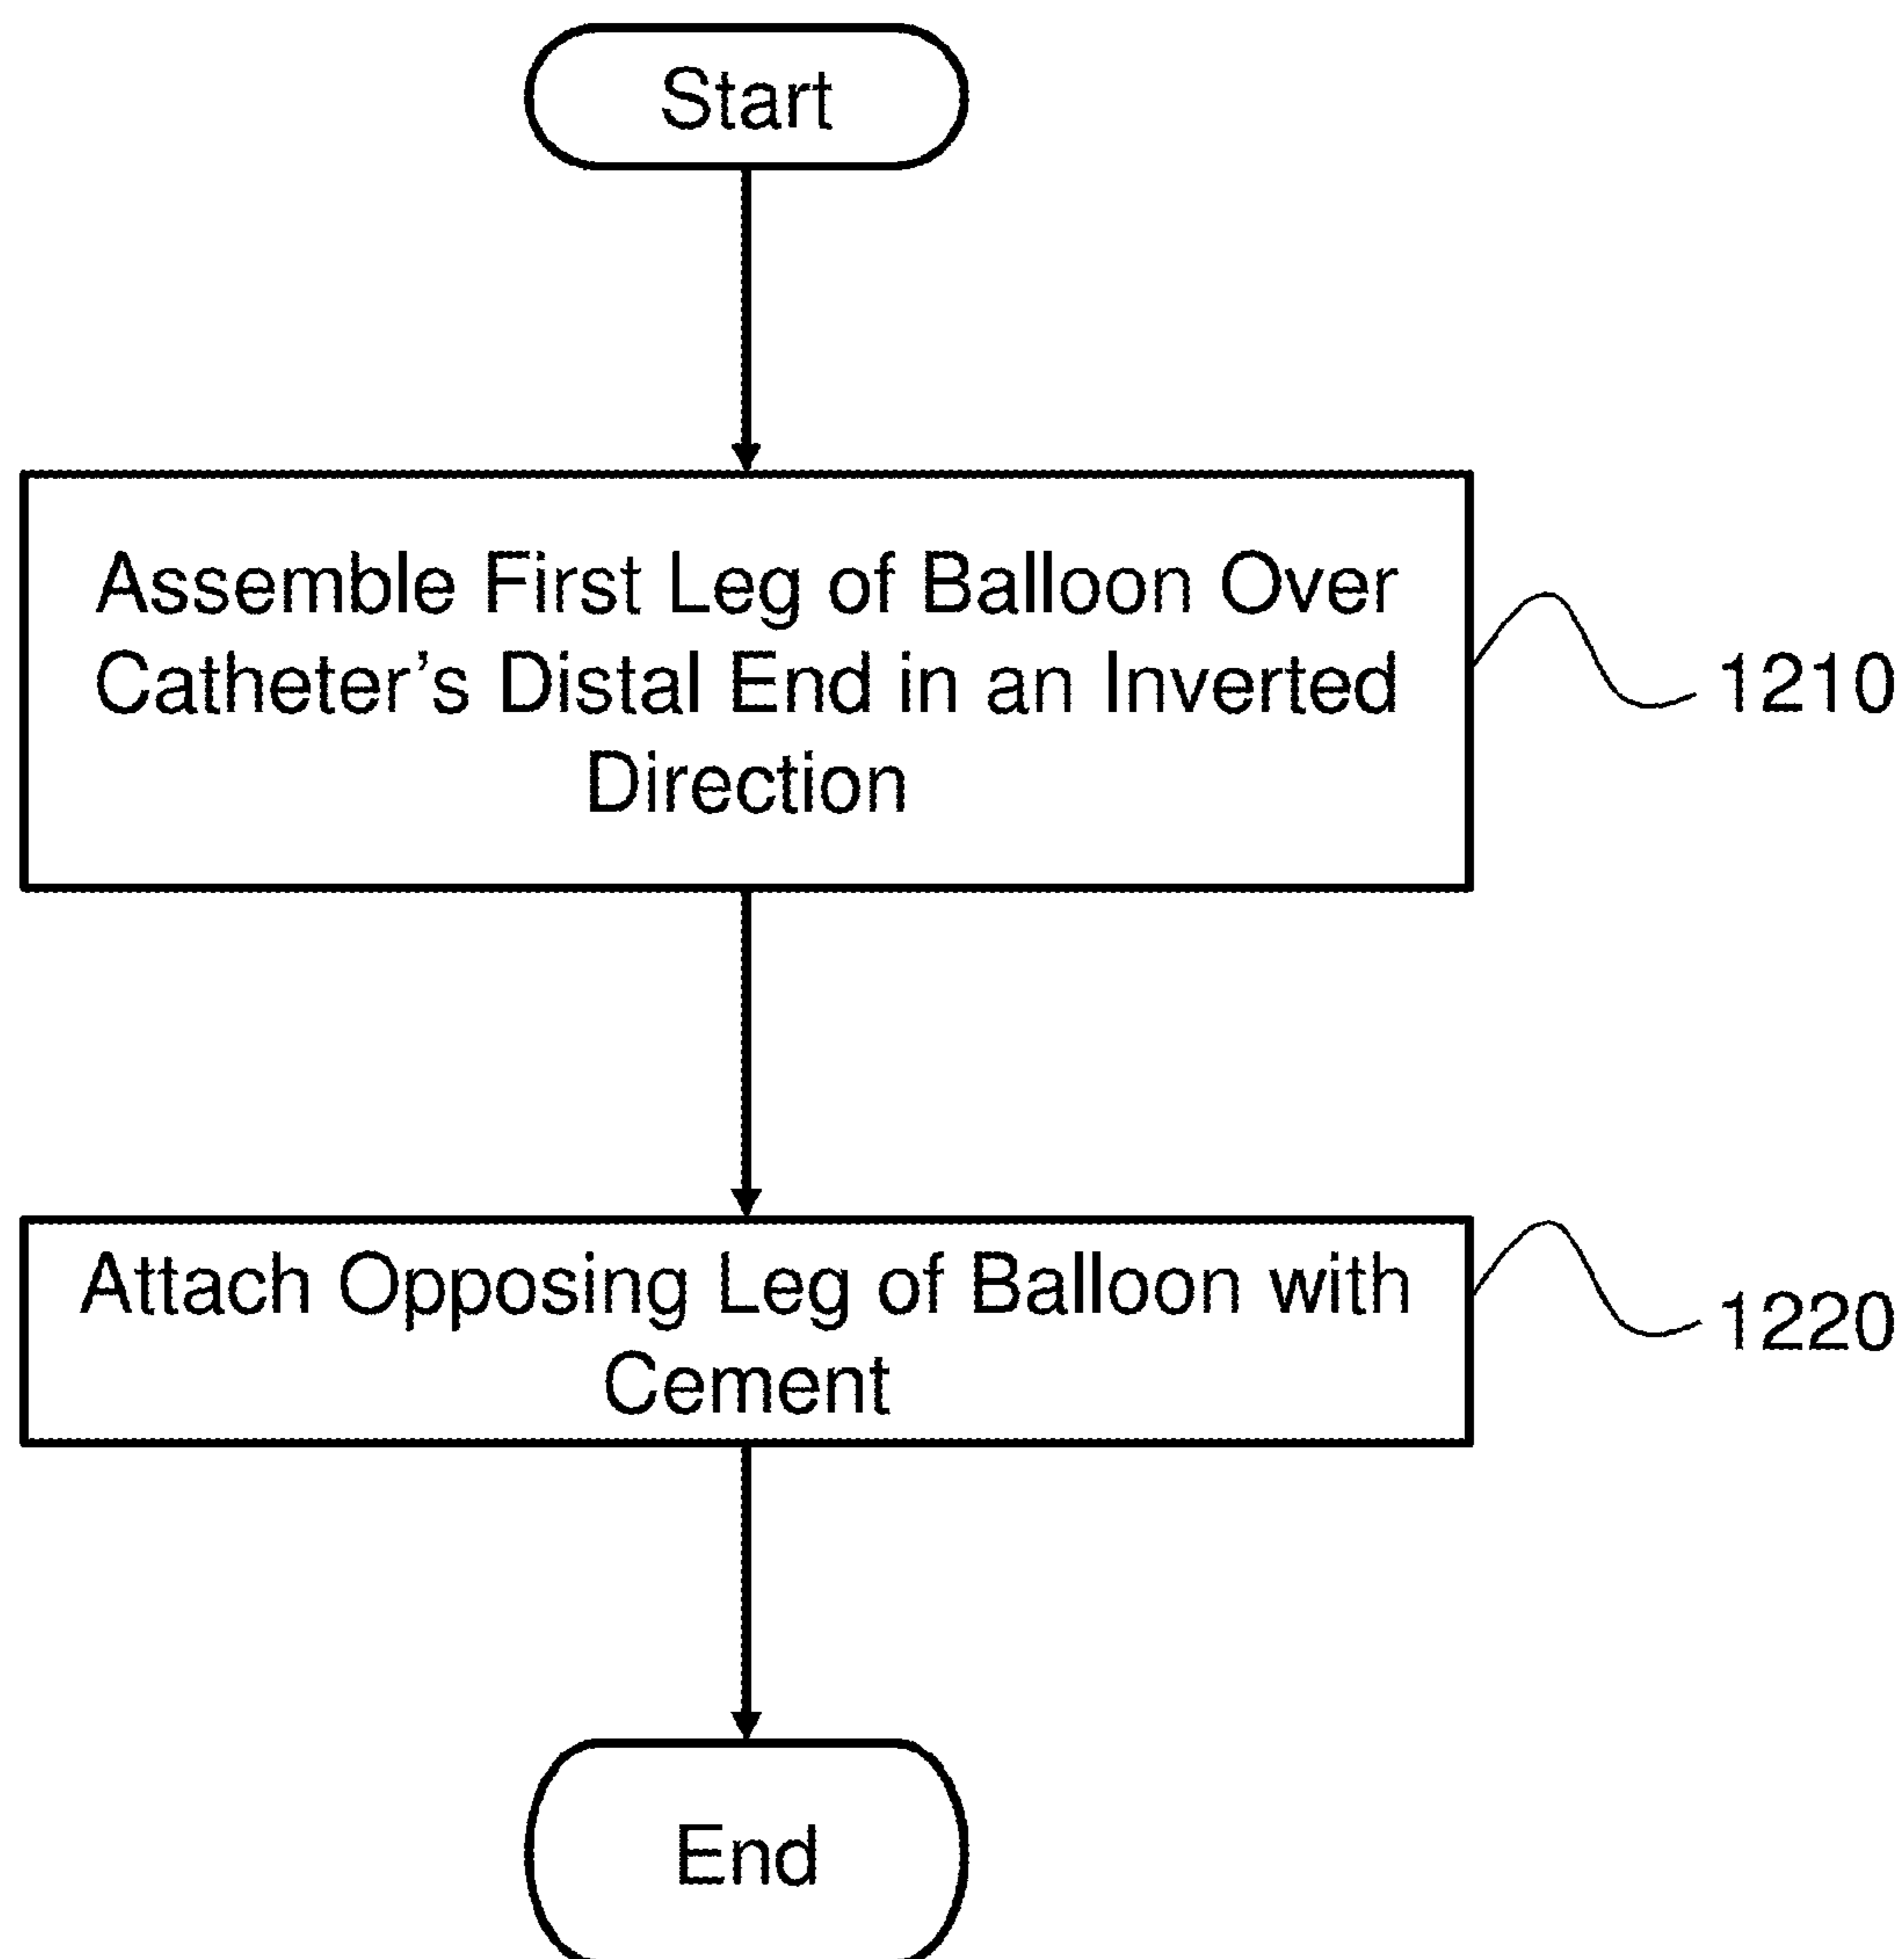 Start
Assemble First Leg of Balloon Over
Catheter’s Distal End in an Inverted
Direction
1210
Attach Opposing Leg of Balloon with
Cement
1220
End